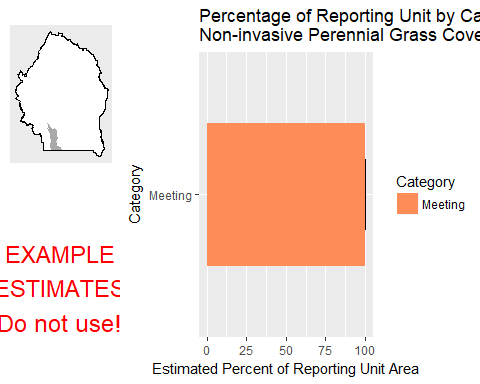 Percentage of Reporting Unit by Ca
Non-invasive Perennial Grass Cove
Category
Meeting
Category
Meeting
EXAMPLE
ESTIMATES
Do not use!
0 25 50 75 100
Estimated Percent of Reporting Unit Area